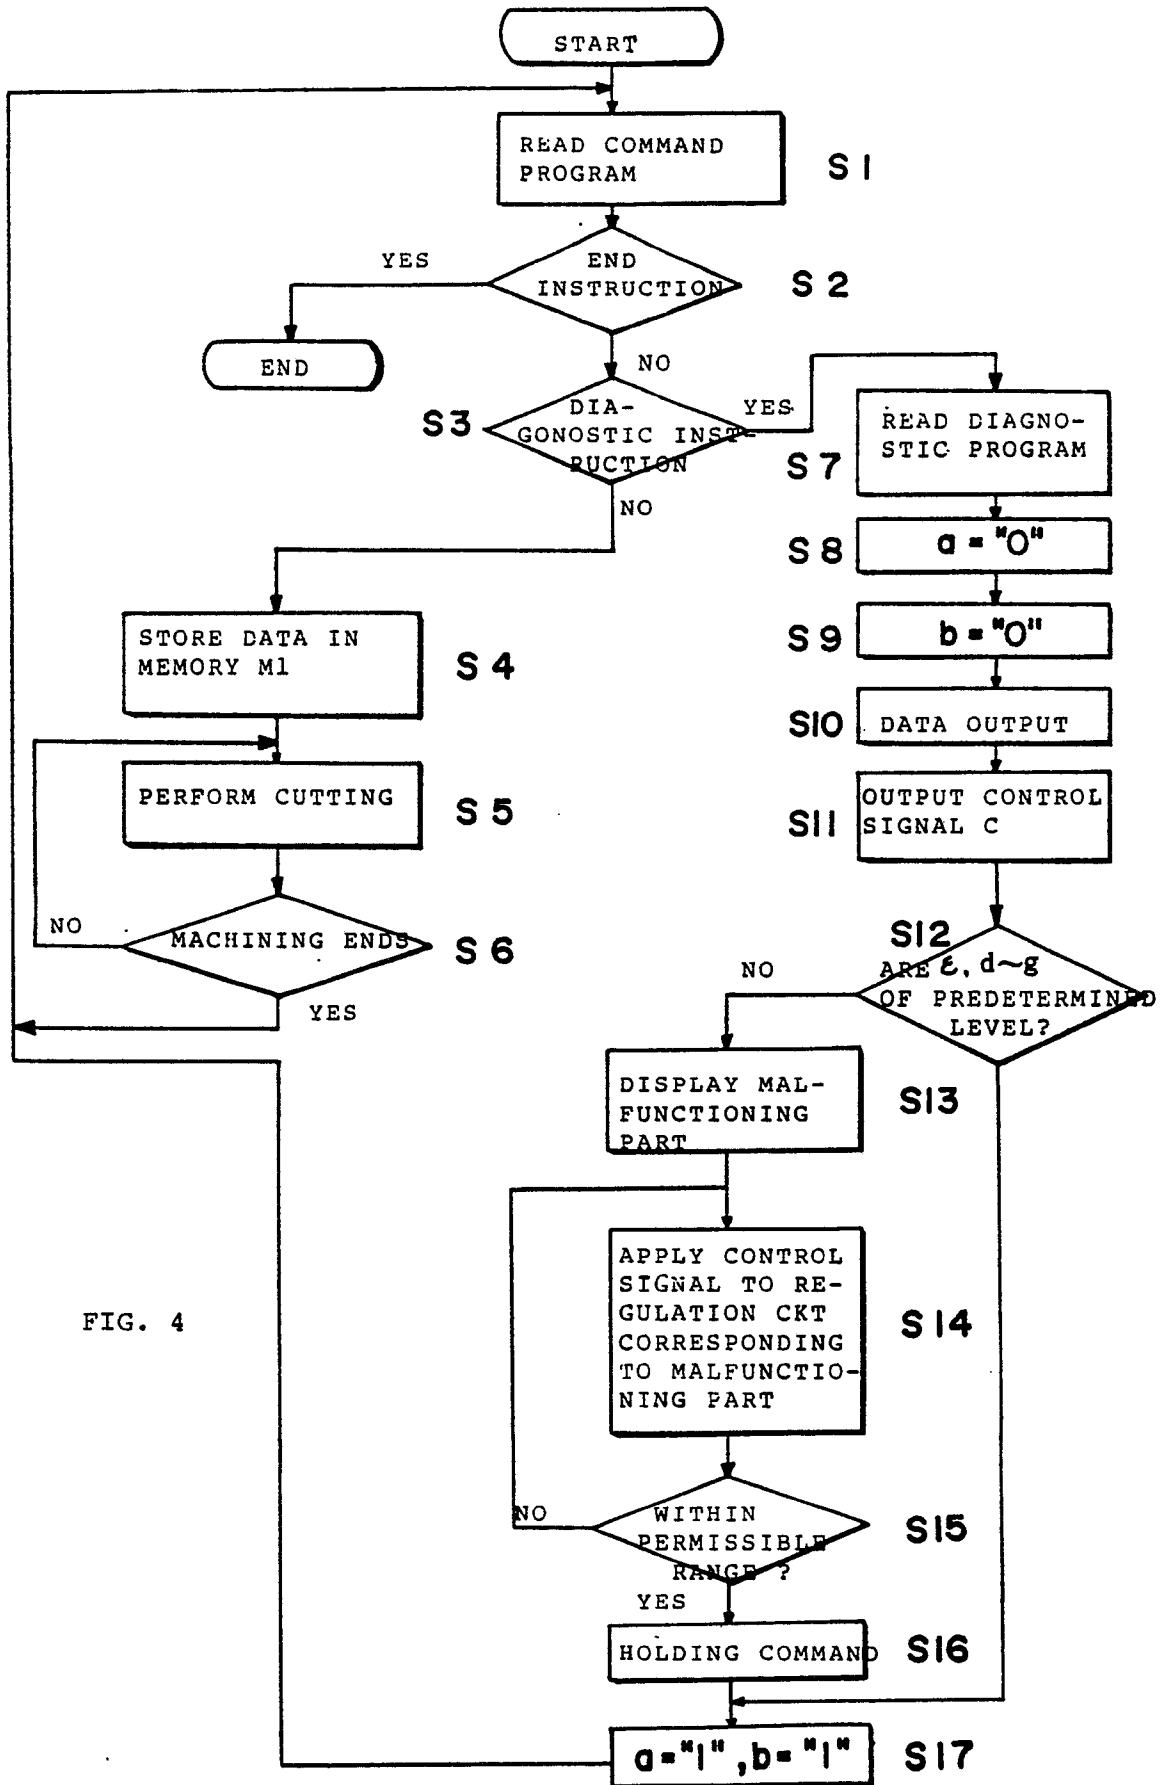 START
READ COMMAND
PROGRAM
S1
YES
END
INSTRUCTION
S2
END
NO
S3
DIA-
GONOSTIC INST-
RUCTION
YES
NO
READ DIAGNO-
STIC PROGRAM
S7
S8
a = "0"
S9
b = "0"
STORE DATA IN
MEMORY M1
S4
S10
DATA OUTPUT
PERFORM CUTTING
S5
S11
OUTPUT CONTROL
SIGNAL C
NO
MACHINING ENDS
S6
YES
S12
ARE ε, d~g
OF PREDETERMINED
LEVEL?
NO
DISPLAY MAL-
FUNCTIONING
PART
S13
APPLY CONTROL
SIGNAL TO RE-
GULATION CKT
CORRESPONDING
TO MALFUNCTIO-
NING PART
S14
FIG. 4
NO
WITHIN
PERMISSIBLE
RANGE ?
S15
YES
HOLDING COMMAND
S16
a="1", b= "1"
S17